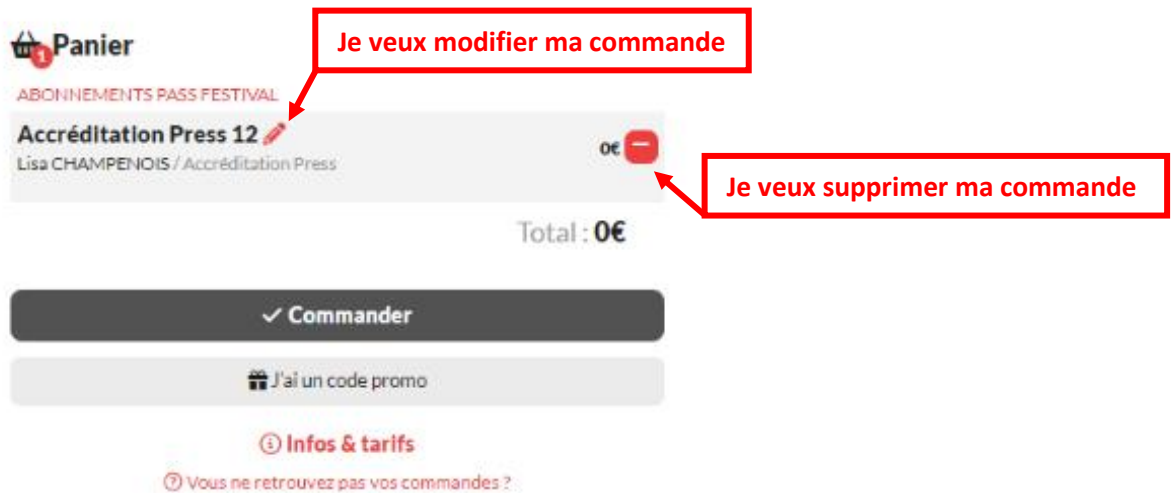 Je veux modifier ma commande
1 Panier
ABONNEMENTS PASS FESTIVAL
Accréditation Press 12
Lisa CHAMPENOIS / Accréditation Press
0€
Je veux supprimer ma commande
Total : 0€
Commander
J'ai un code promo
Infos & tarifs
Vous ne retrouvez pas vos commandes ?